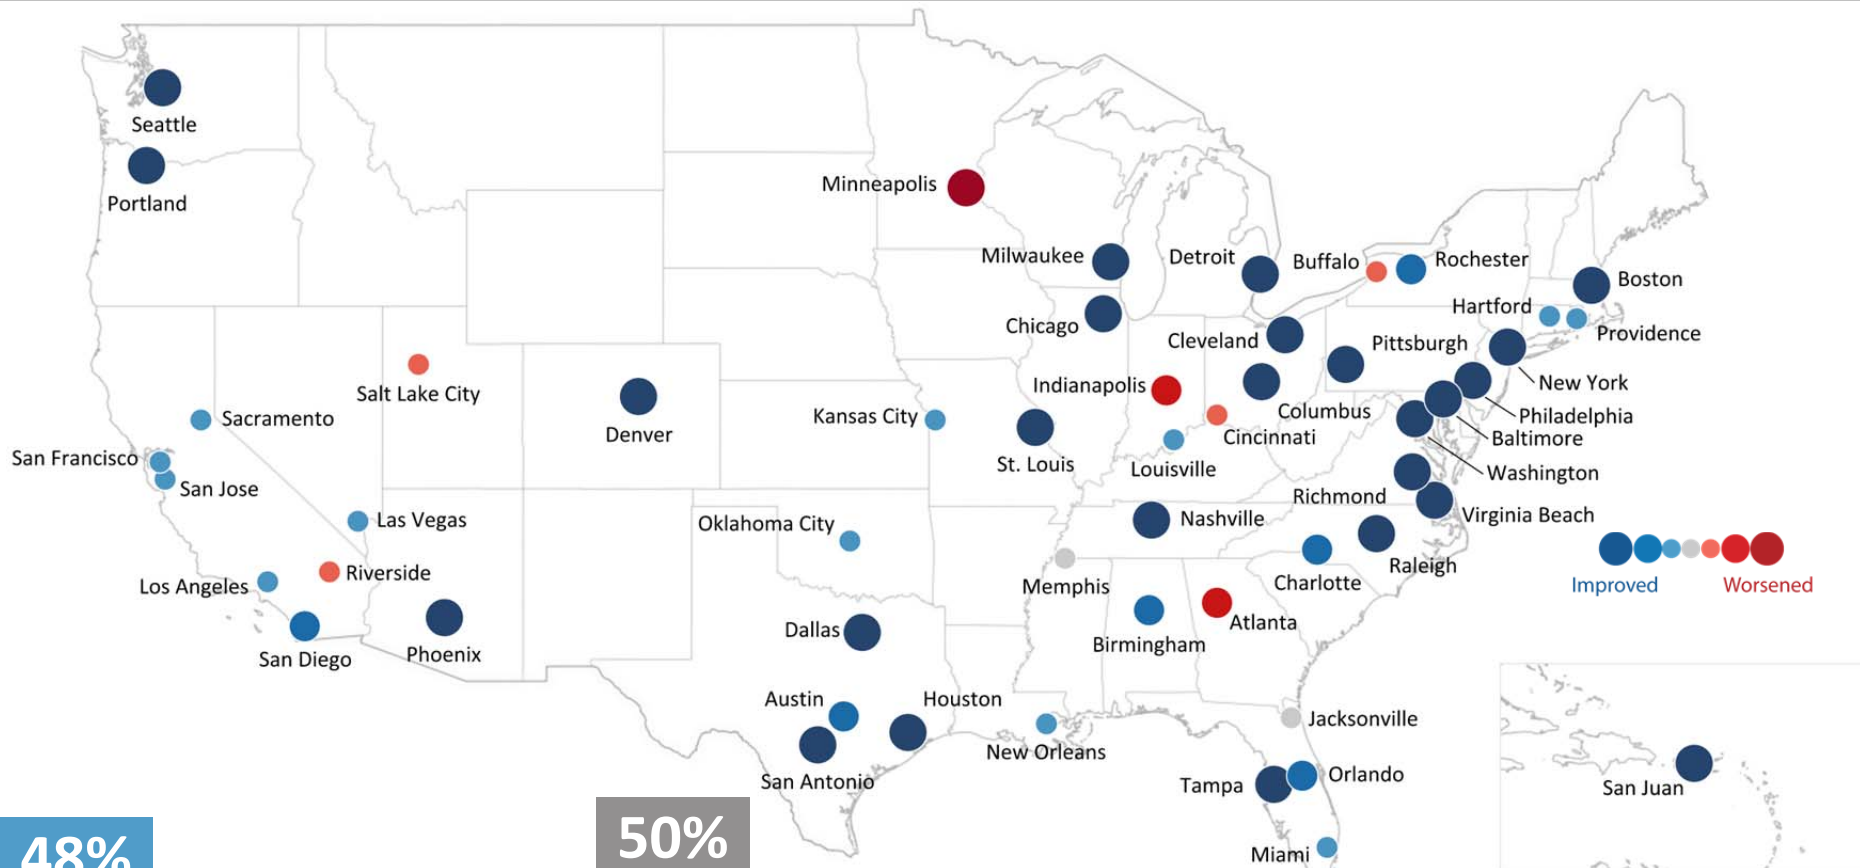 Seattle
Portland
Minneapolis
Milwaukee
Detroit
Buffalo
Rochester
Boston
Hartford
Chicago
Cleveland
Pittsburgh
Providence
Salt Lake City
Indianapolis
New York
Sacramento
Denver
Kansas City
Columbus
Philadelphia
Cincinnati
Baltimore
San Francisco
St. Louis
Louisville
Washington
San Jose
Richmond
Las Vegas
Oklahoma City
Nashville
Virginia Beach
Raleigh
Riverside
Los Angeles
Memphis
Charlotte
Improved
Worsened
Atlanta
Dallas
Birmingham
San Diego
Phoenix
Austin
Houston
Jacksonville
New Orleans
San Antonio
Tampa
Orlando
San Juan
50%
48%
Miami